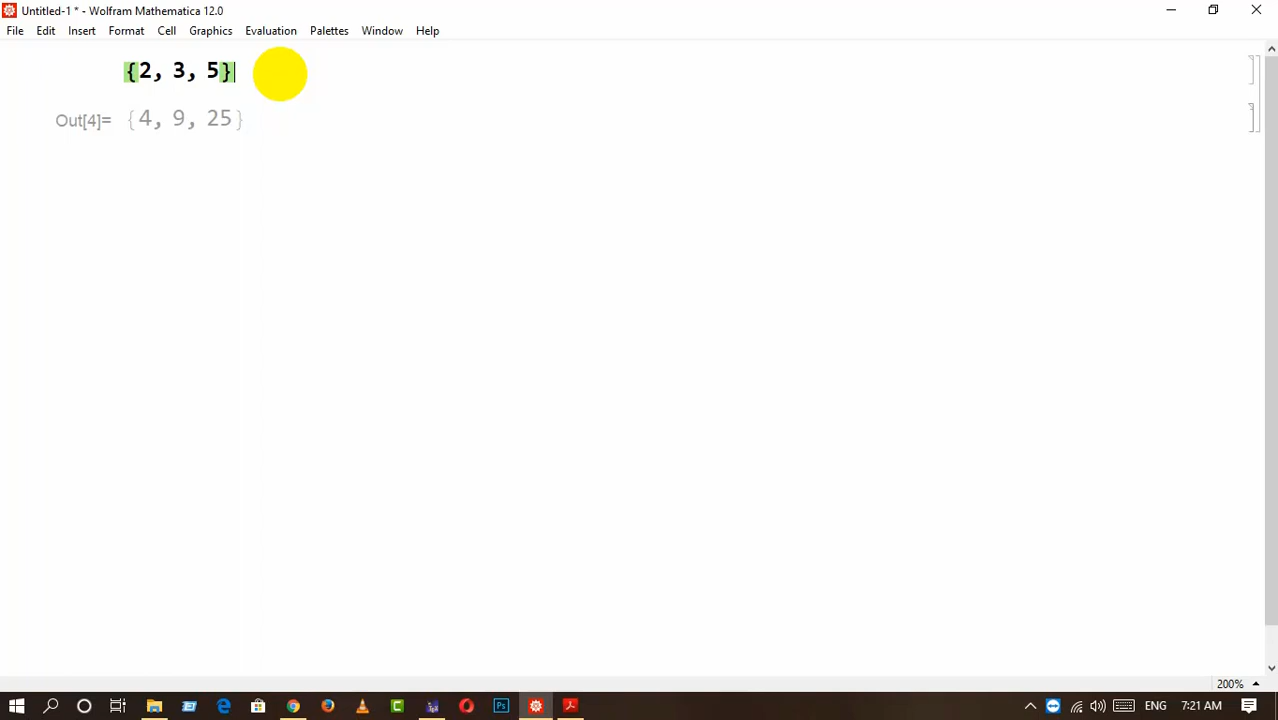 Untitled-1 * - Wolfram Mathematica 12.0
File Edit Insert Format Cell Graphics Evaluation Palettes Window Help
{2, 3, 5}
Out[4]= {4, 9, 25}
200%
Ps
ENG 7:21 AM